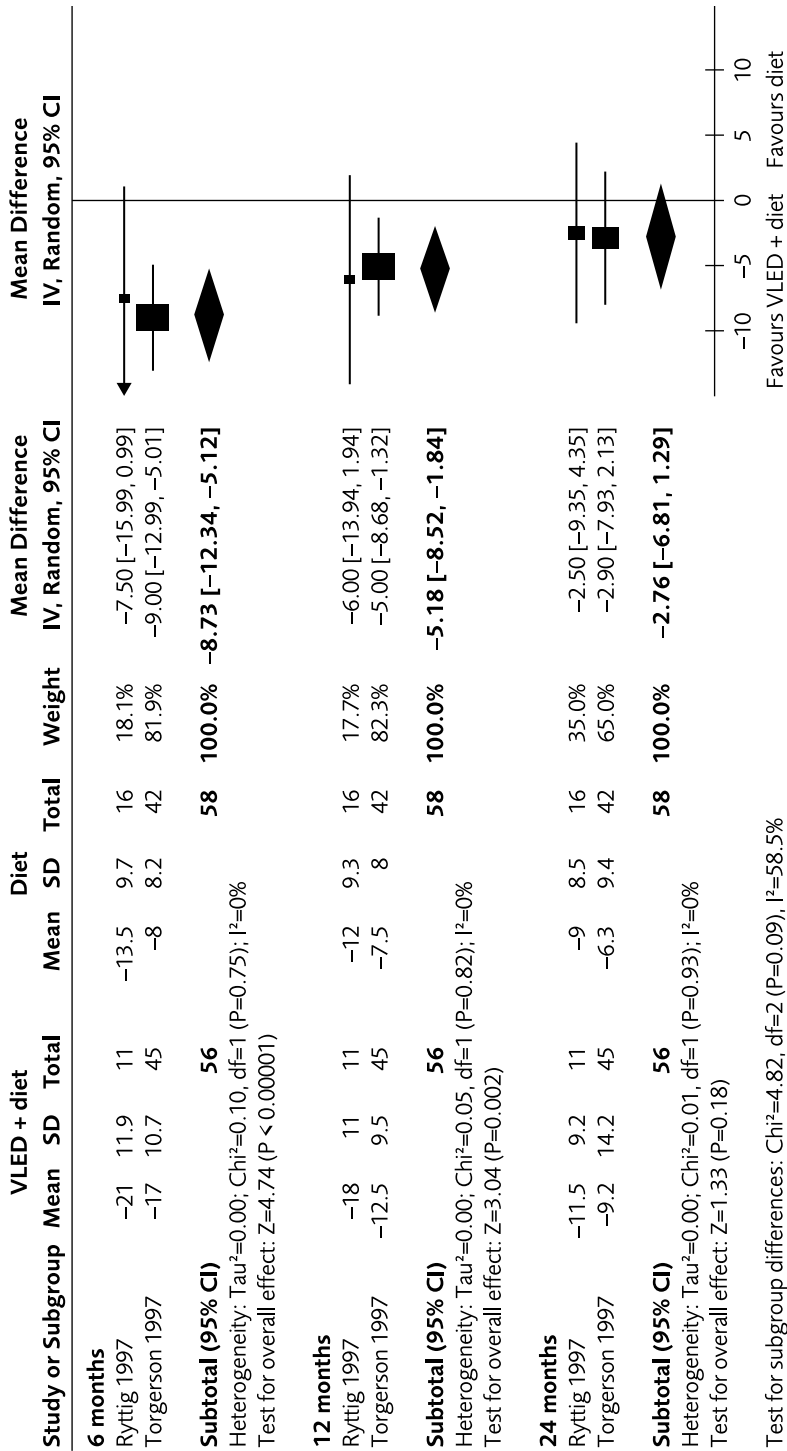 VLED + diet Diet Mean Difference Mean Difference
Study or Subgroup Mean SD Total Mean SD Total Weight IV, Random, 95% CI IV, Random, 95% CI
6 months
Ryttig 1997 −21 11.9 11 −13.5 9.7 16 18.1% −7.50 [−15.99, 0.99]
Torgerson 1997 −17 10.7 45 −8 8.2 42 81.9% −9.00 [−12.99, −5.01]
Subtotal (95% CI) 56 58 100.0% −8.73 [−12.34, −5.12]
Heterogeneity: Tau²=0.00; Chi²=0.10, df=1 (P=0.75); I²=0%
Test for overall effect: Z=4.74 (P < 0.00001)
12 months
Ryttig 1997 −18 11 11 −12 9.3 16 17.7% −6.00 [−13.94, 1.94]
Torgerson 1997 −12.5 9.5 45 −7.5 8 42 82.3% −5.00 [−8.68, −1.32]
Subtotal (95% CI) 56 58 100.0% −5.18 [−8.52, −1.84]
Heterogeneity: Tau²=0.00; Chi²=0.05, df=1 (P=0.82); I²=0%
Test for overall effect: Z=3.04 (P=0.002)
24 months
Ryttig 1997 −11.5 9.2 11 −9 8.5 16 35.0% −2.50 [−9.35, 4.35]
Torgerson 1997 −9.2 14.2 45 −6.3 9.4 42 65.0% −2.90 [−7.93, 2.13]
Subtotal (95% CI) 56 58 100.0% −2.76 [−6.81, 1.29]
Heterogeneity: Tau²=0.00; Chi²=0.01, df=1 (P=0.93); I²=0%
Test for overall effect: Z=1.33 (P=0.18)
−10 −5 0 5 10
Favours VLED + diet Favours diet
Test for subgroup differences: Chi²=4.82, df=2 (P=0.09), I²=58.5%